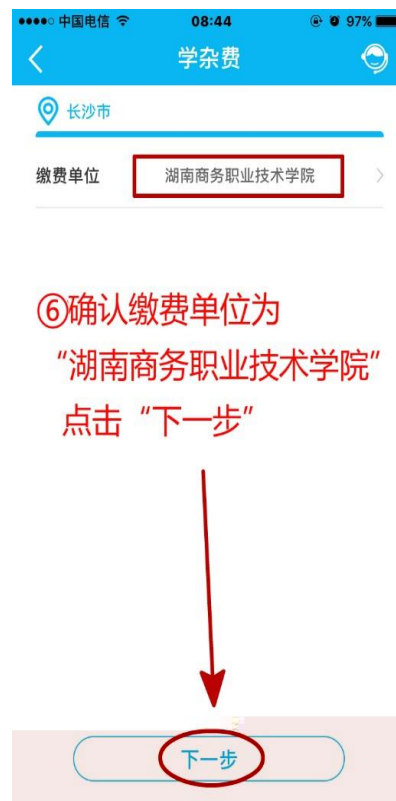 中国电信 08:44 97%
学杂费
长沙市
缴费单位 湖南商务职业技术学院
⑥确认缴费单位为
“湖南商务职业技术学院”
点击“下一步”
下一步